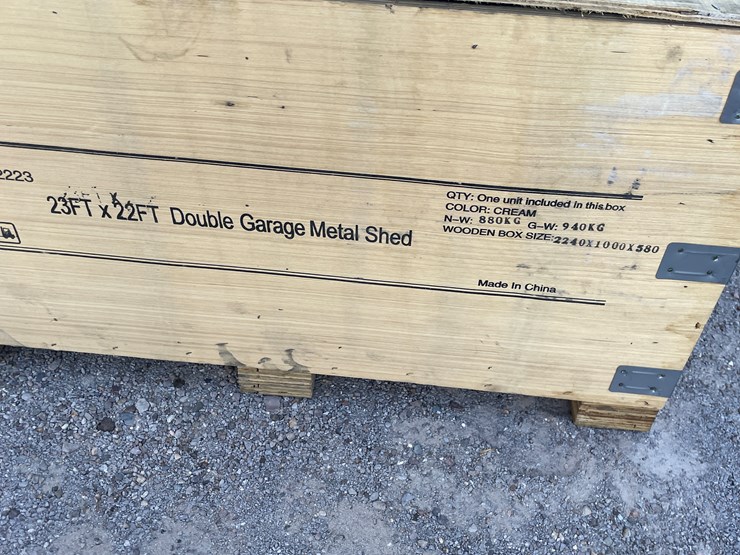 2223
23FT X 22FT Double Garage Metal Shed
QTY: One unit included in this box
COLOR: CREAM
N-W: 880KG G-W: 940KG
WOODEN BOX SIZE: 2240X1000X580
Made In China